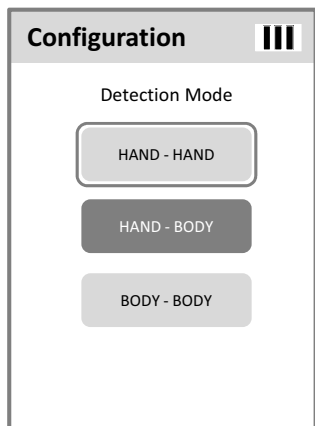 Configuration
Detection Mode
HAND - HAND
HAND - BODY
BODY - BODY